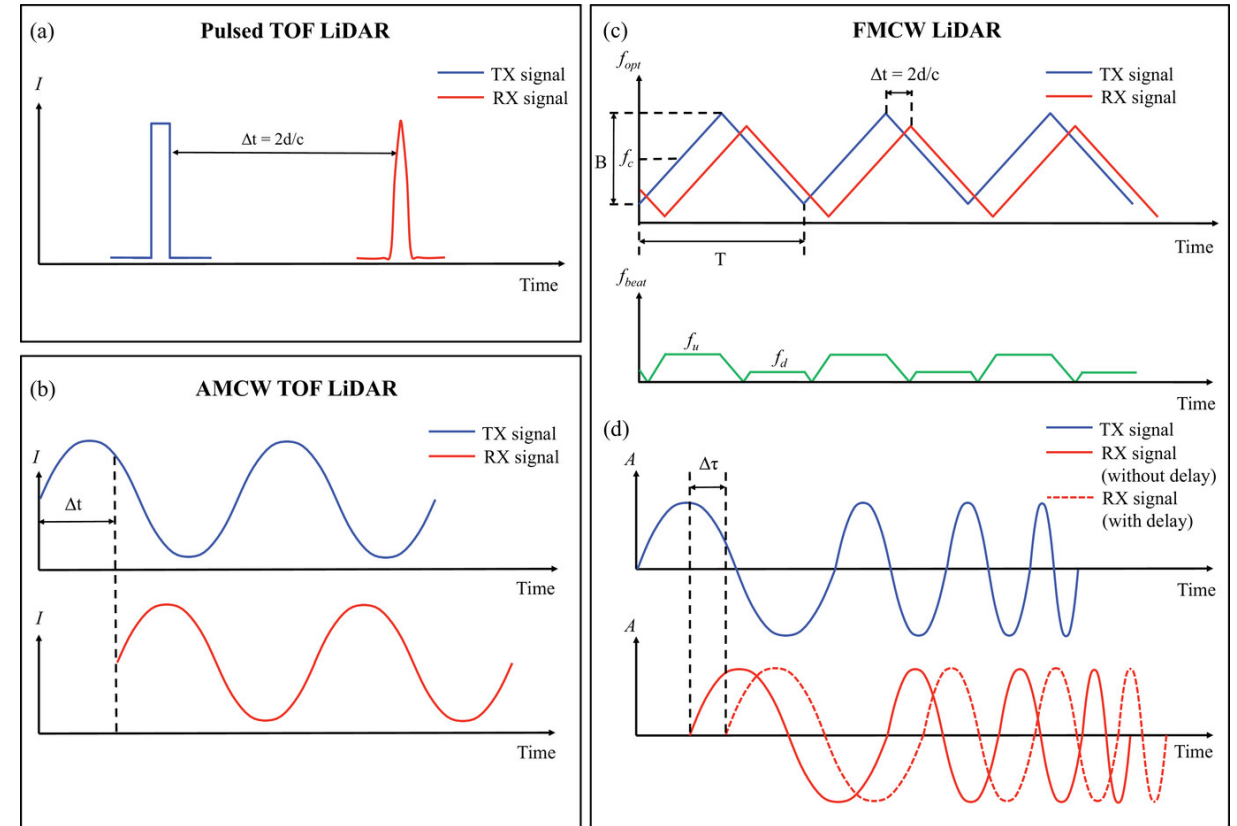 (a)
Pulsed TOF LiDAR
I
TX signal
RX signal
Δt = 2d/c
Time
(b)
AMCW TOF LiDAR
I
TX signal
RX signal
Δt
Time
I
Time
(c)
FMCW LiDAR
f_opt
Δt = 2d/c
TX signal
RX signal
B
f_c
Time
T
f_beat
f_u
f_d
Time
(d)
TX signal
RX signal
(without delay)
RX signal
(with delay)
A
Δτ
Time
A
Time